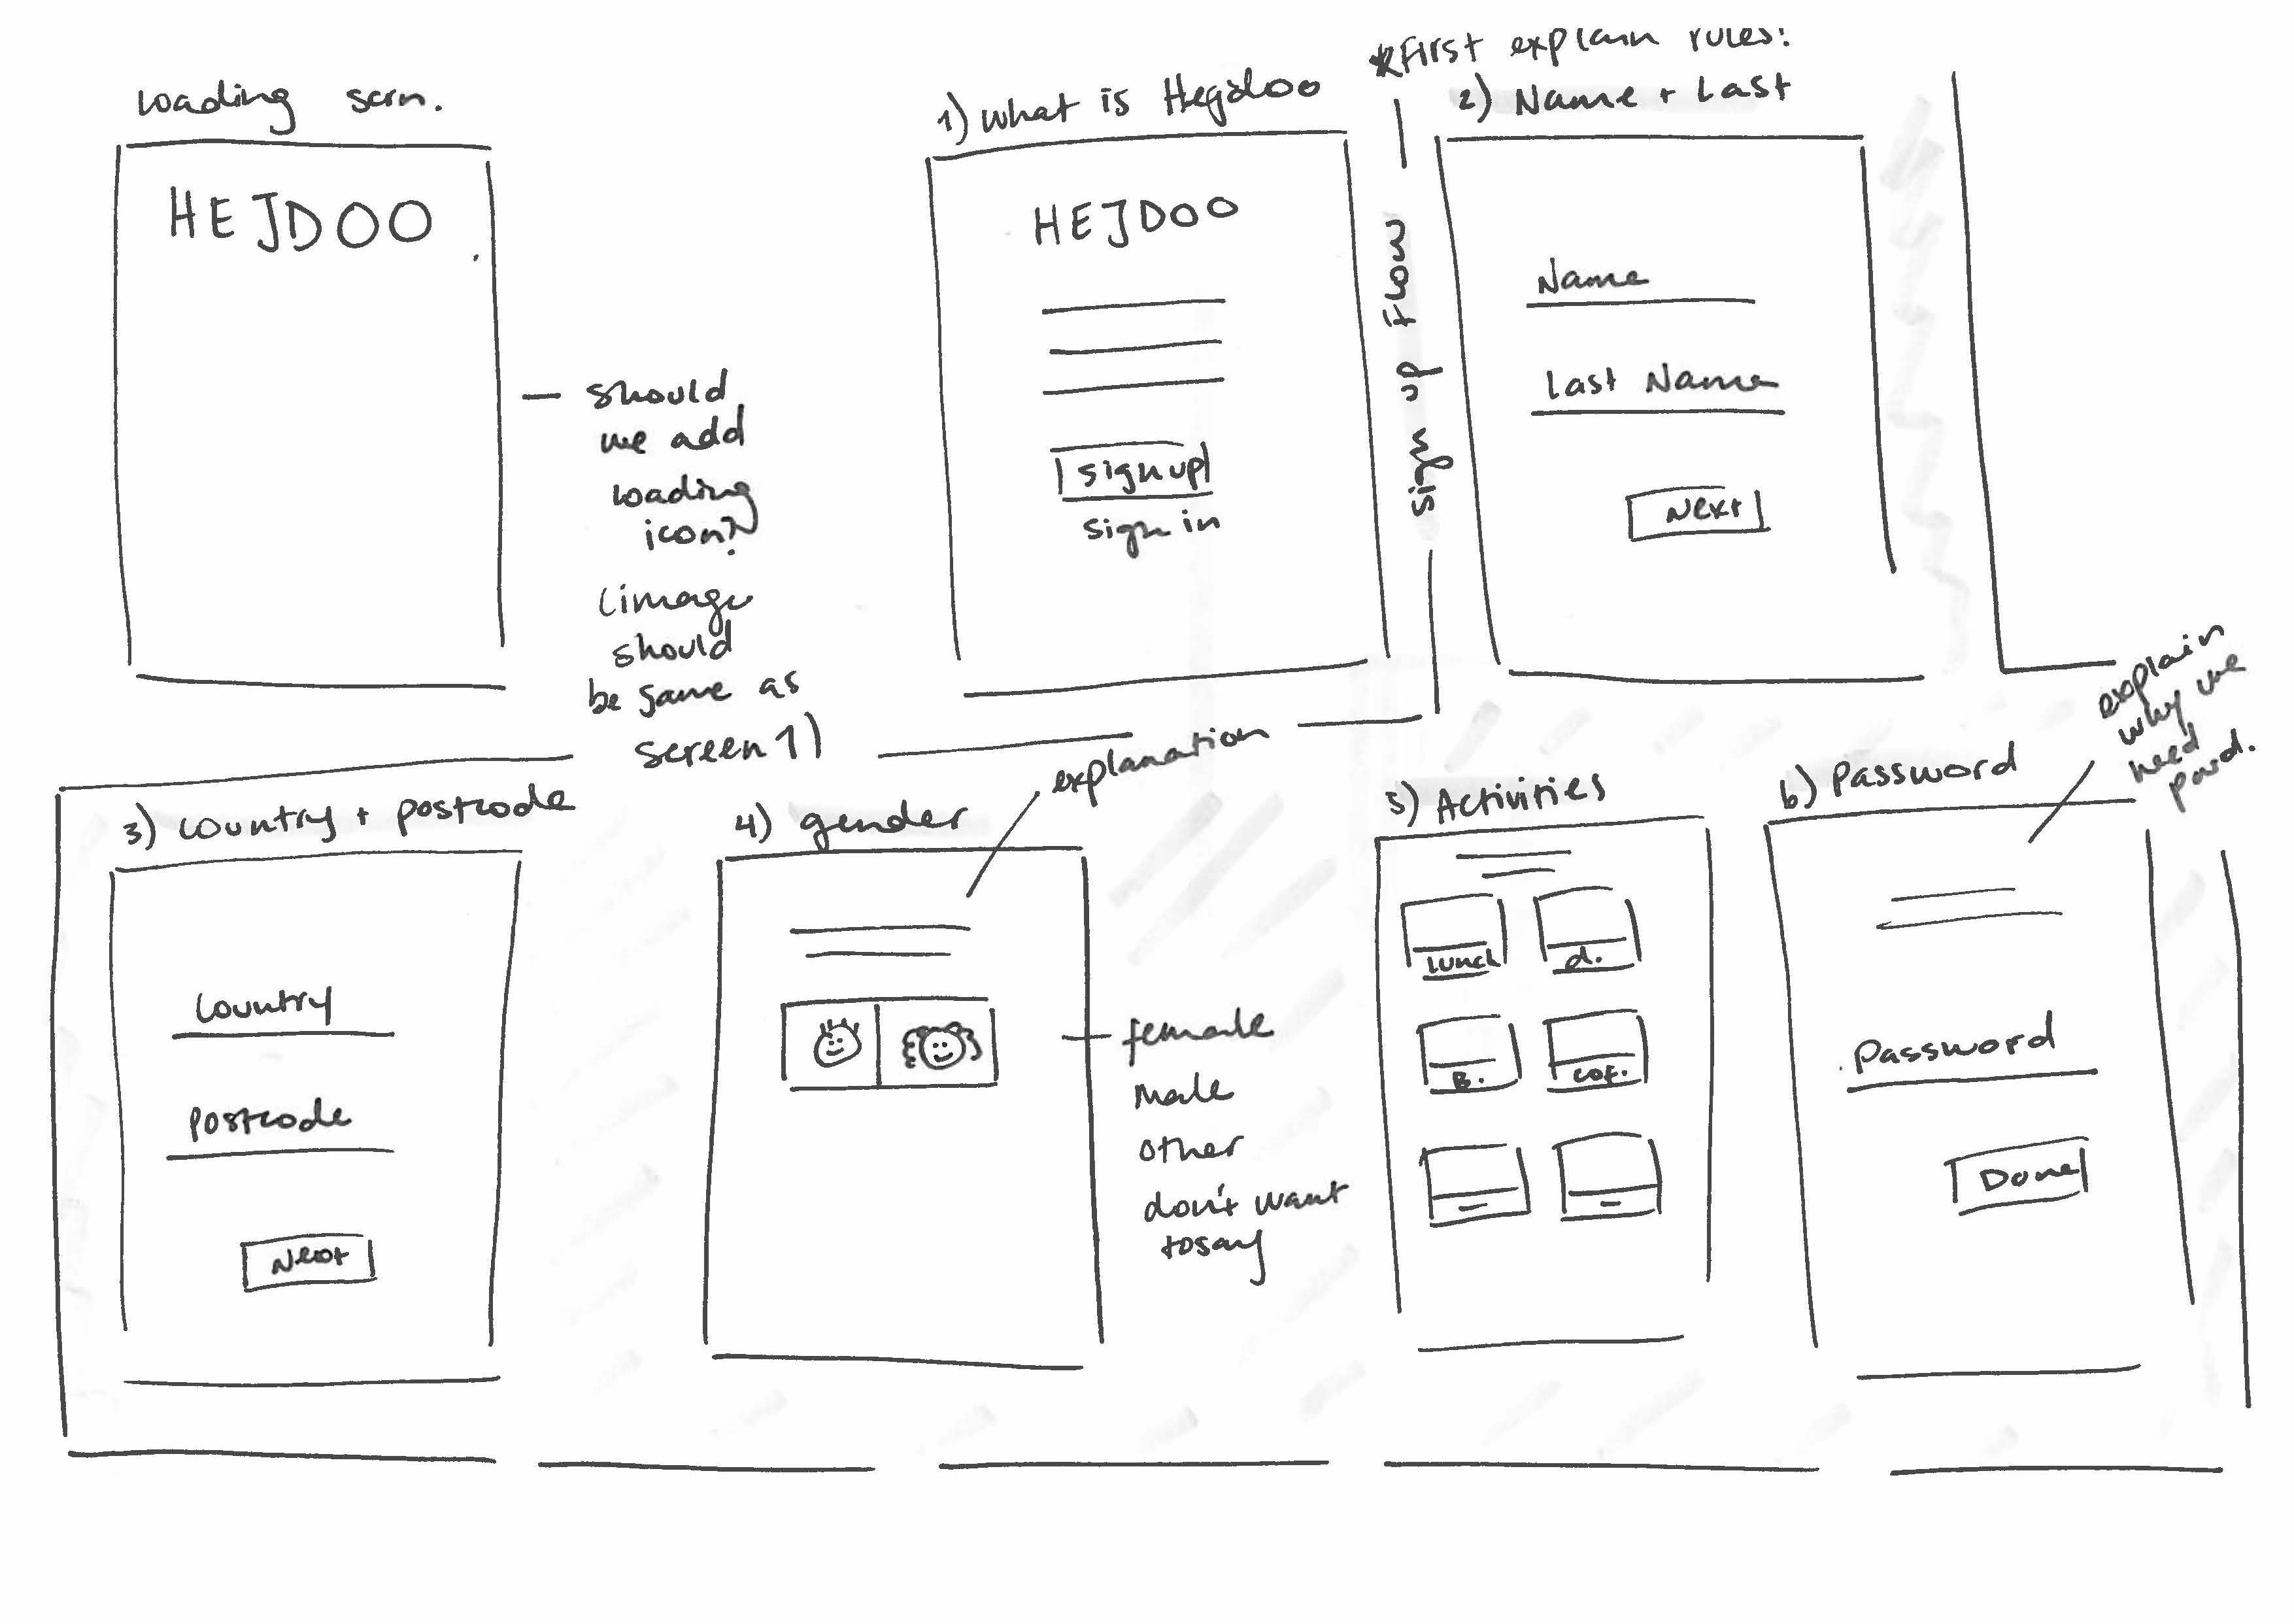 loading scrn.
HEJDOO
— should
we add
loading
icon?
(image
should
be same as
screen 1)
1) What is Hejdoo
HEJDOO
sign up
sign in
sign up flow
*First explain rules:
2) Name + Last
Name
Last Name
Next
3) Country + postcode
Country
postcode
Next
4) gender
explanation
— female
male
other
don't want
to say
5) Activities
Lunch
d.
B.
cof.
6) Password
explain
why we
need
pwd.
Password
Done